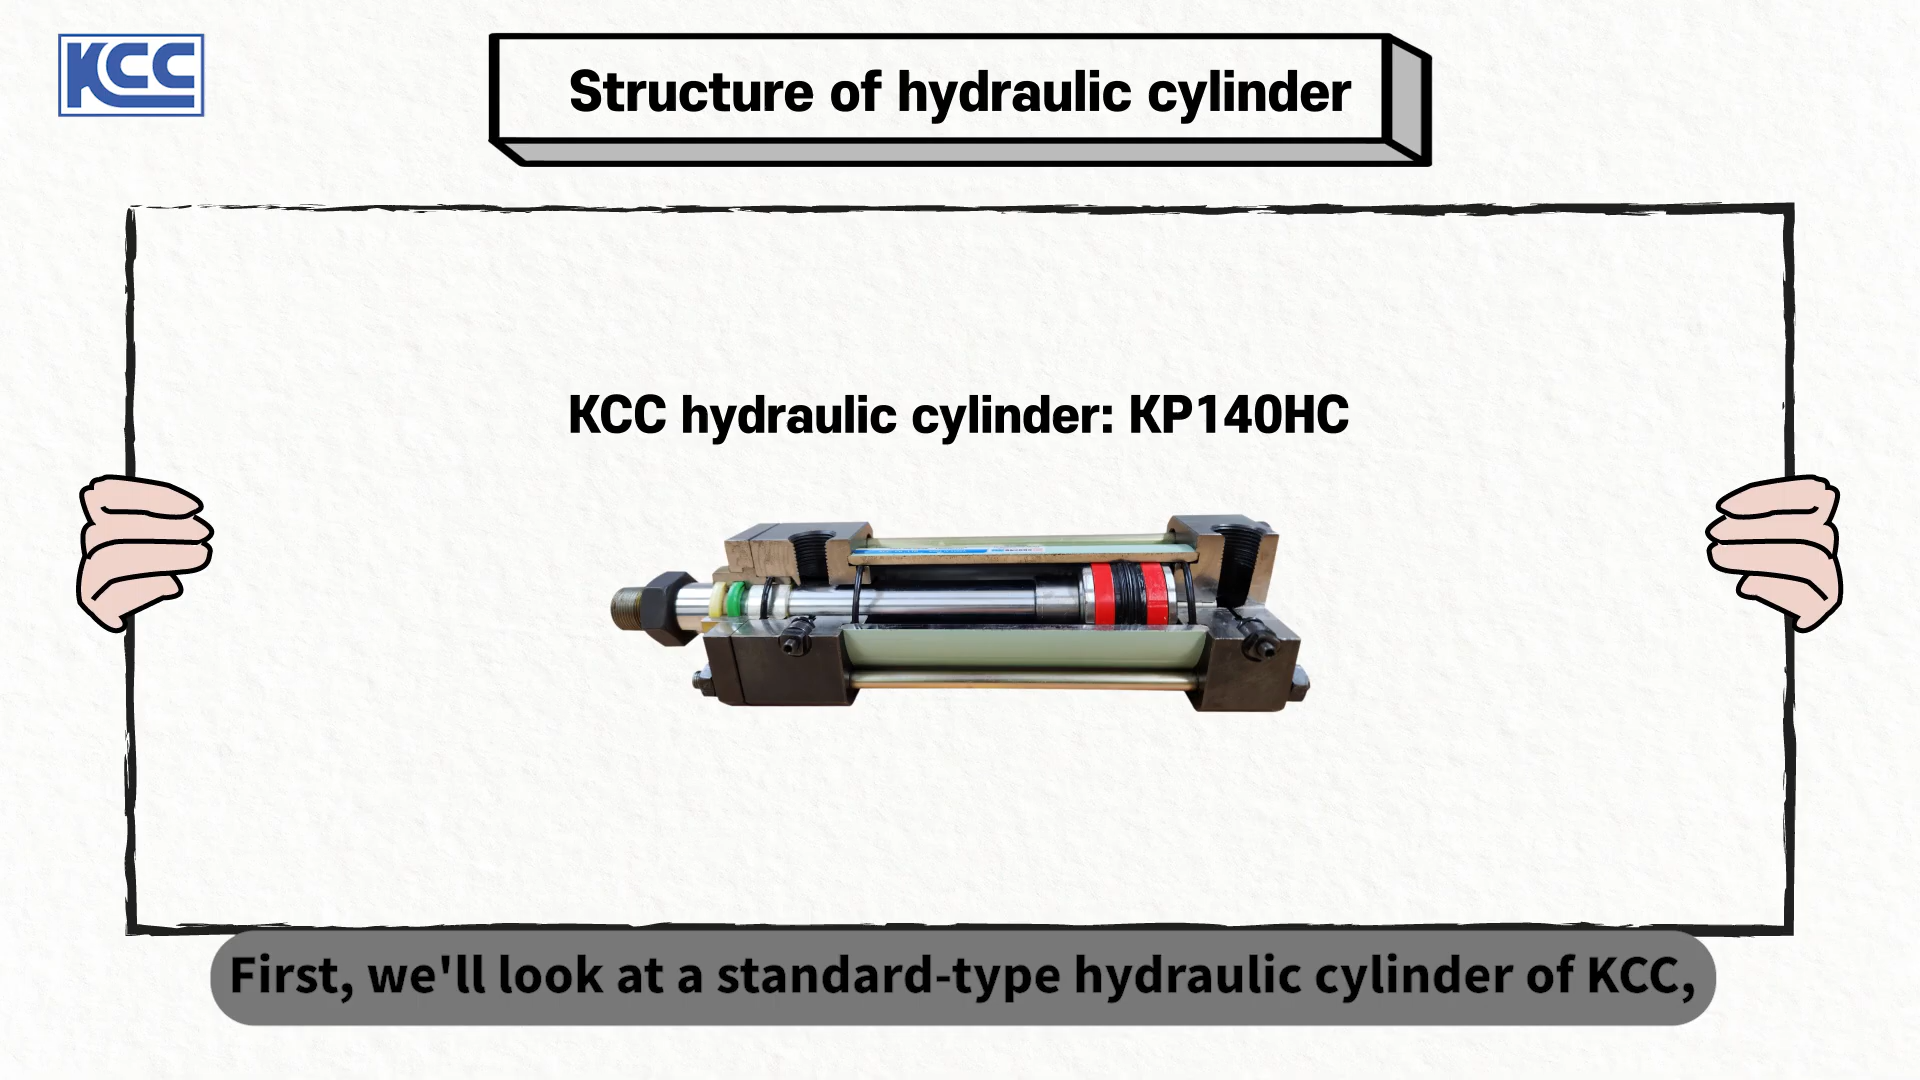 KCC
Structure of hydraulic cylinder
KCC hydraulic cylinder: KP140HC
First, we'll look at a standard-type hydraulic cylinder of KCC,